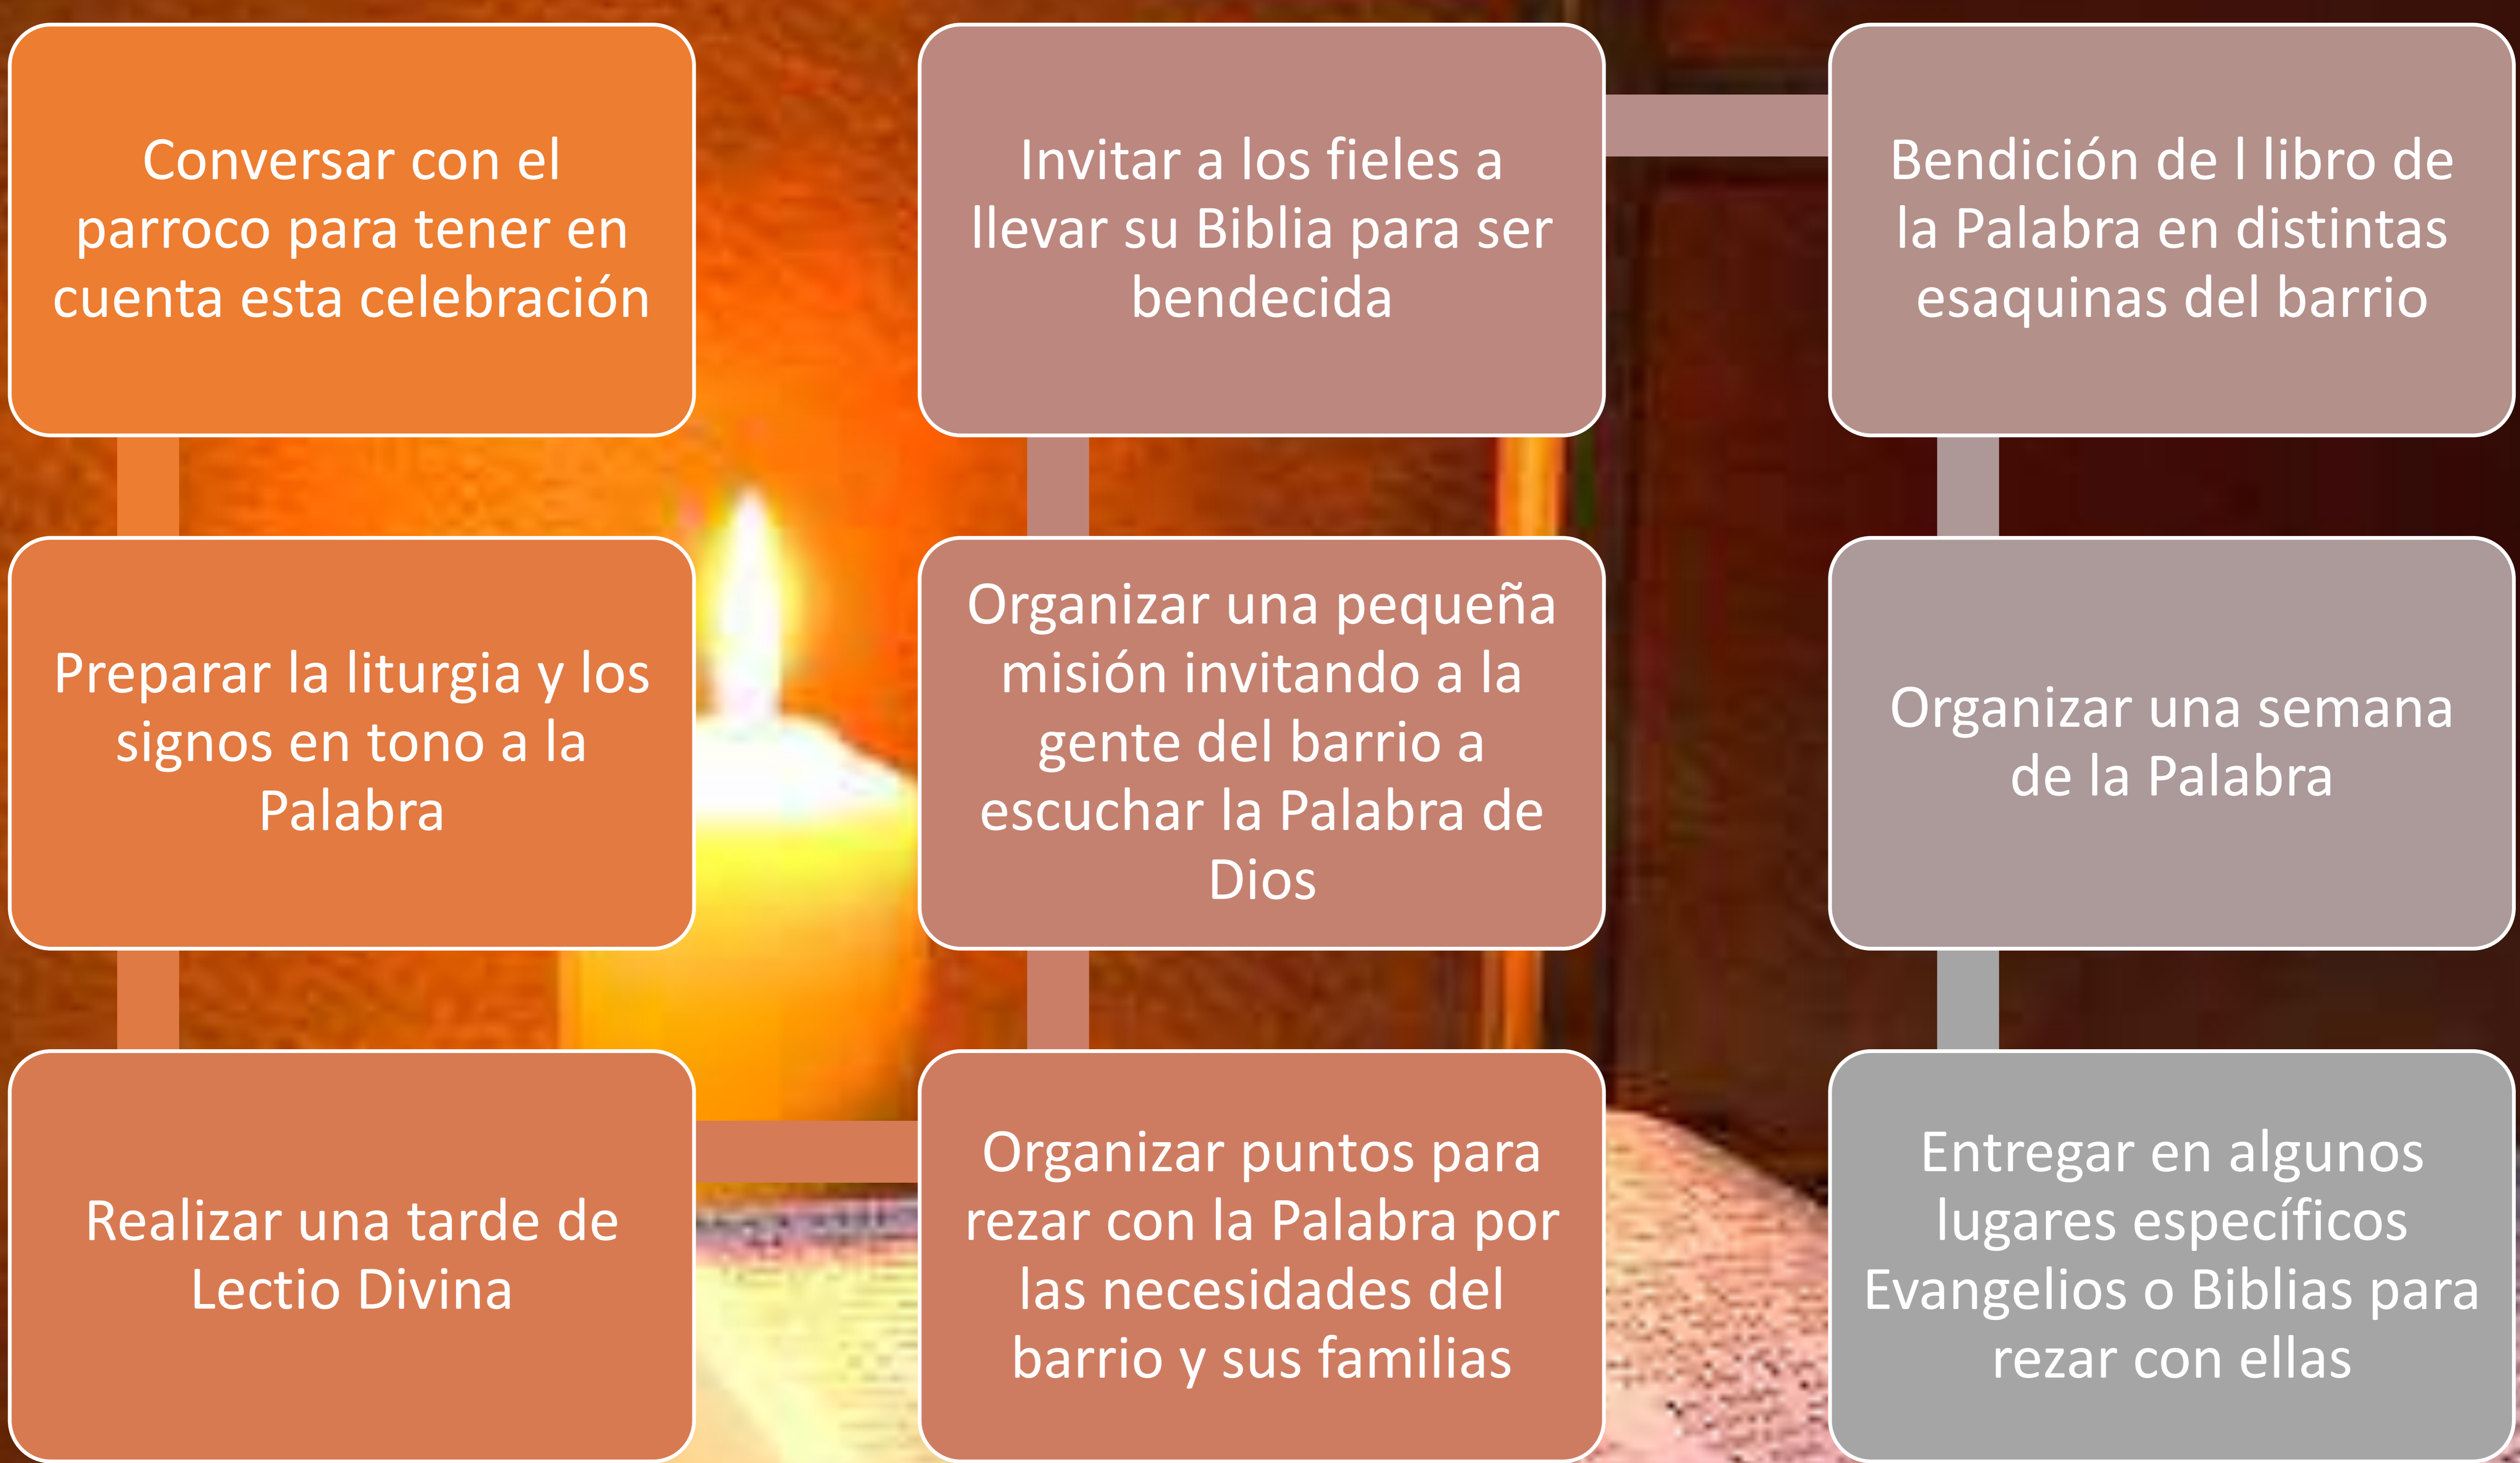 Conversar con el
parroco para tener en
cuenta esta celebración
Preparar la liturgia y los
signos en tono a la
Palabra
Realizar una tarde de
Lectio Divina
Organizar puntos para
rezar con la Palabra por
las necesidades del
barrio y sus familias
Organizar una pequeña
misión invitando a la
gente del barrio a
escuchar la Palabra de
Dios
Invitar a los fieles a
llevar su Biblia para ser
bendecida
Bendición de l libro de
la Palabra en distintas
esaquinas del barrio
Organizar una semana
de la Palabra
Entregar en algunos
lugares específicos
Evangelios o Biblias para
rezar con ellas